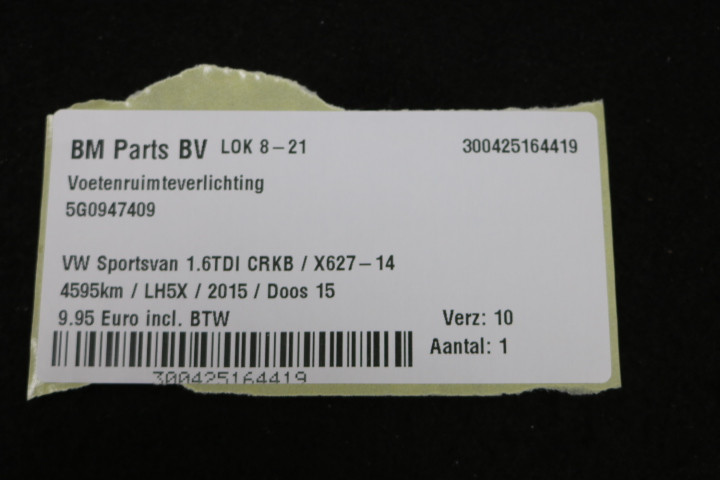 BM Parts BV LOK 8-21 300425164419
Voetenruimteverlichting
5G0947409
VW Sportsvan 1.6TDI CRKB / X627-14
4595km / LH5X / 2015 / Doos 15
9.95 Euro incl. BTW Verz: 10
Aantal: 1
300425164419